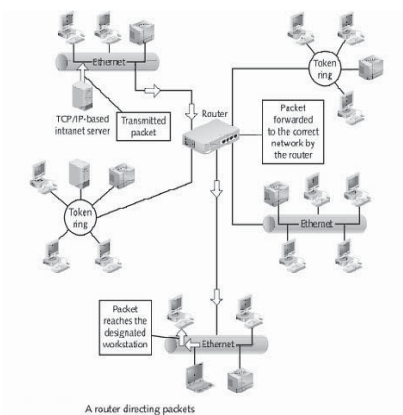 Ethernet
TCP/IP-based
intranet server
Transmitted
packet
Router
Token
ring
Packet
forwarded
to the correct
network by
the router
Token
ring
Ethernet
Packet
reaches the
designated
workstation
Ethernet
A router directing packets